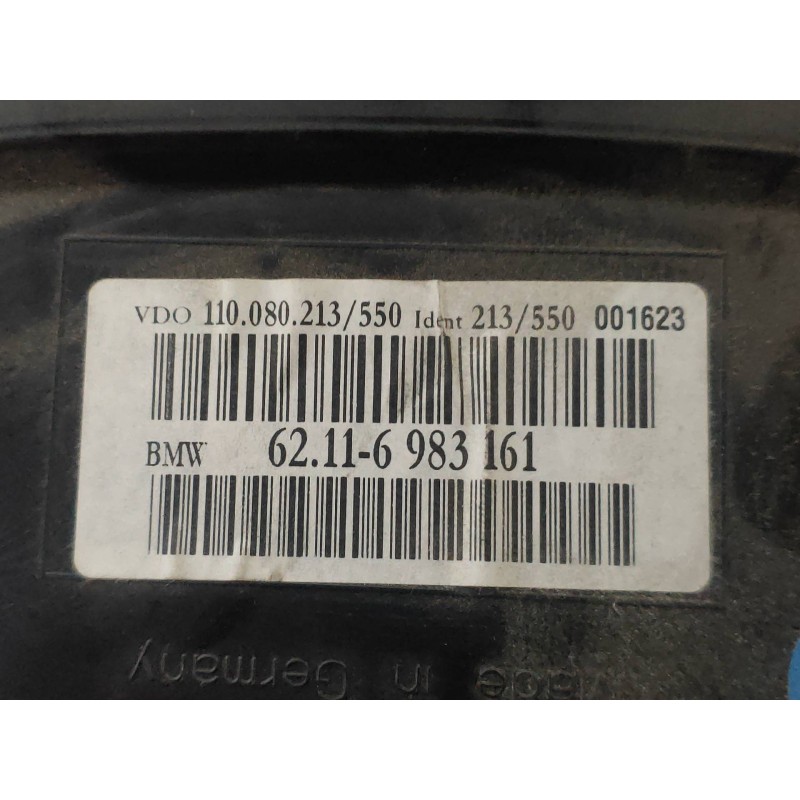 VDO 110.080.213/550 Ident 213/550 001623
BMW 62.11-6 983 161
Made in Germany